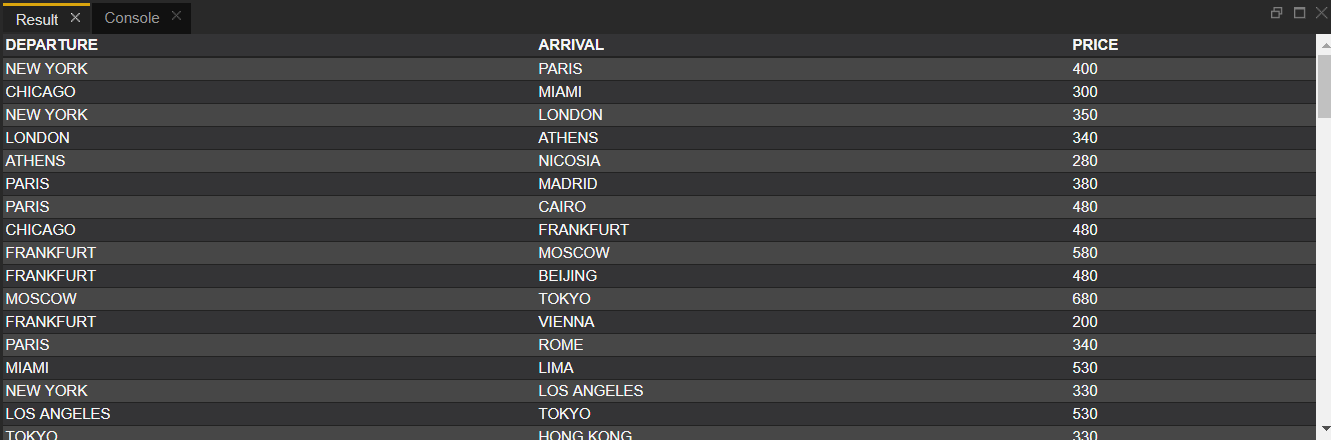 Result Console
DEPARTURE ARRIVAL PRICE
NEW YORK PARIS 400
CHICAGO MIAMI 300
NEW YORK LONDON 350
LONDON ATHENS 340
ATHENS NICOSIA 280
PARIS MADRID 380
PARIS CAIRO 480
CHICAGO FRANKFURT 480
FRANKFURT MOSCOW 580
FRANKFURT BEIJING 480
MOSCOW TOKYO 680
FRANKFURT VIENNA 200
PARIS ROME 340
MIAMI LIMA 530
NEW YORK LOS ANGELES 330
LOS ANGELES TOKYO 530
TOKYO HONG KONG 330